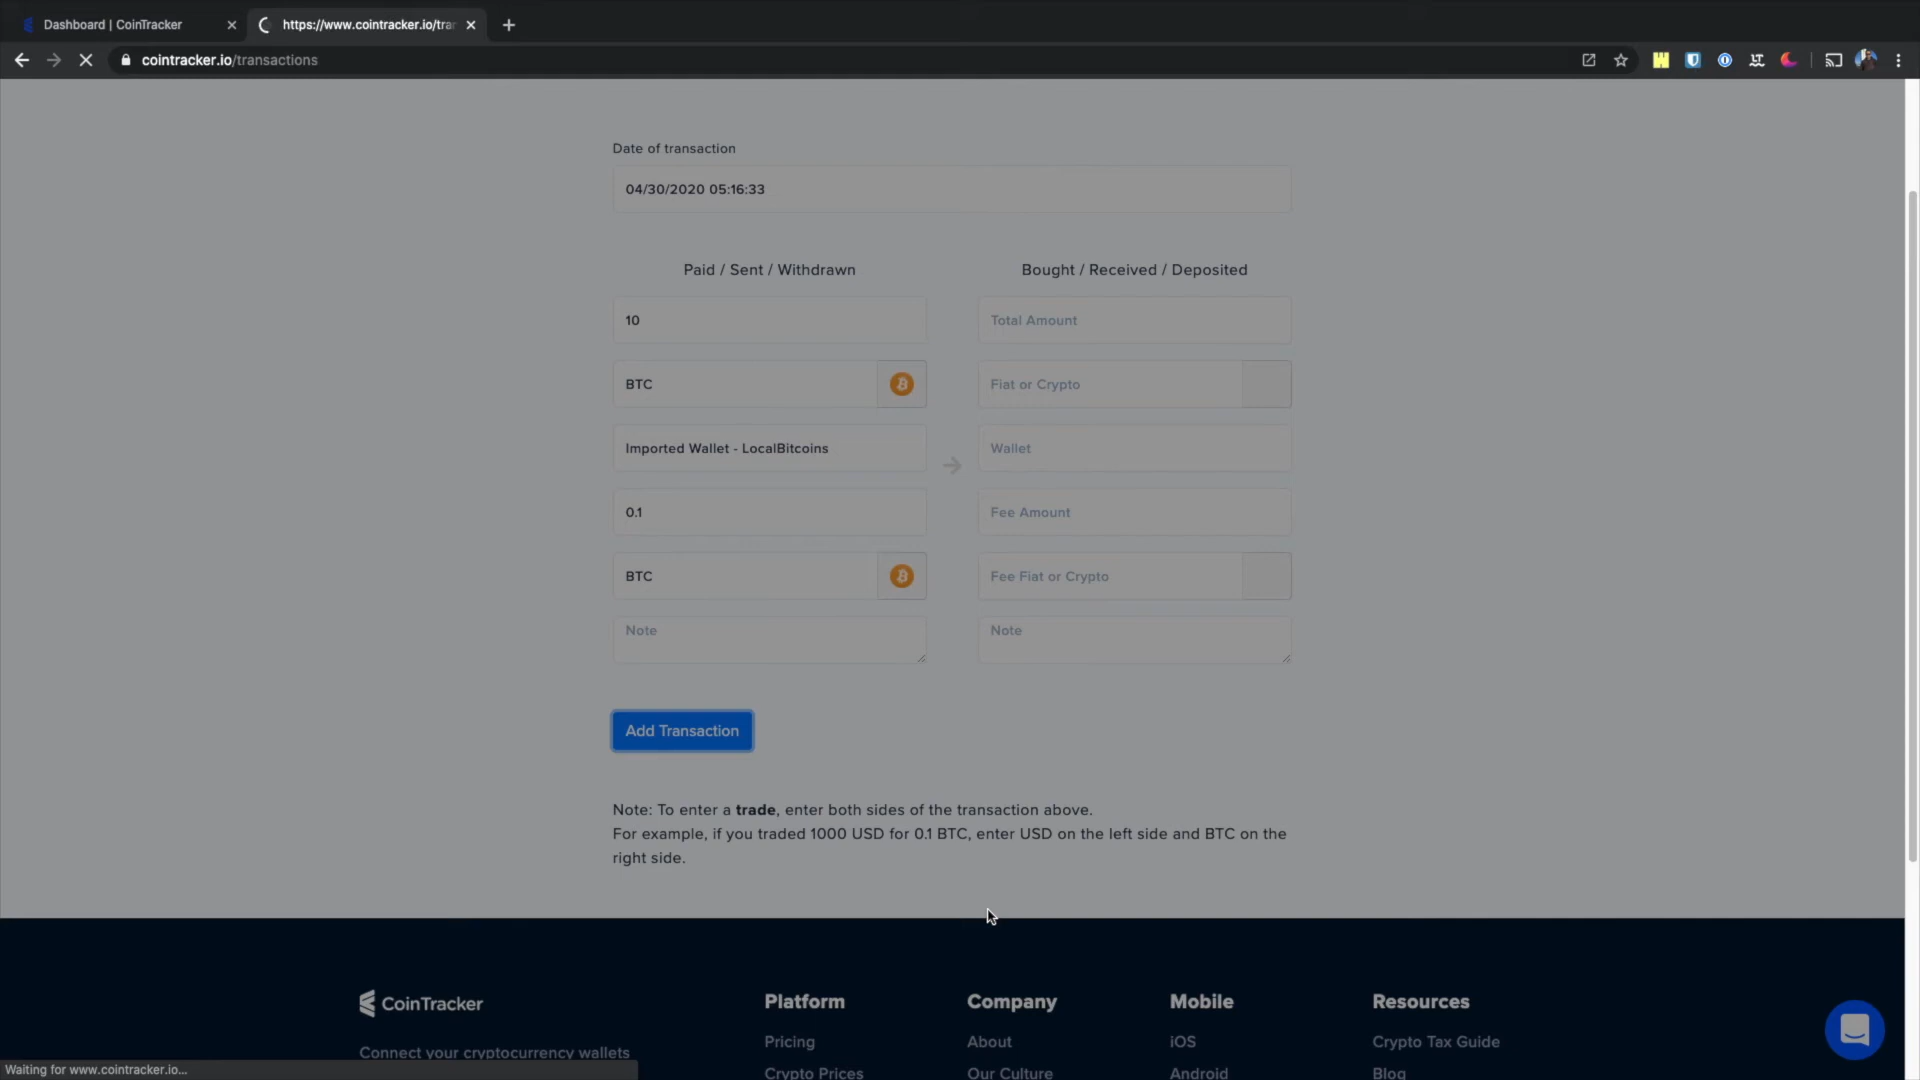 Dashboard | CoinTracker
https://www.cointracker.io/tra
cointracker.io/transactions
Date of transaction
04/30/2020 05:16:33
Paid / Sent / Withdrawn
Bought / Received / Deposited
10
Total Amount
BTC
Fiat or Crypto
Imported Wallet - LocalBitcoins
Wallet
0.1
Fee Amount
BTC
Fee Fiat or Crypto
Note
Note
Add Transaction
Note: To enter a trade, enter both sides of the transaction above.
For example, if you traded 1000 USD for 0.1 BTC, enter USD on the left side and BTC on the
right side.
CoinTracker
Platform
Company
Mobile
Resources
Connect your cryptocurrency wallets
Pricing
About
iOS
Crypto Tax Guide
Crypto Prices
Our Culture
Android
Blog
Waiting for www.cointracker.io...